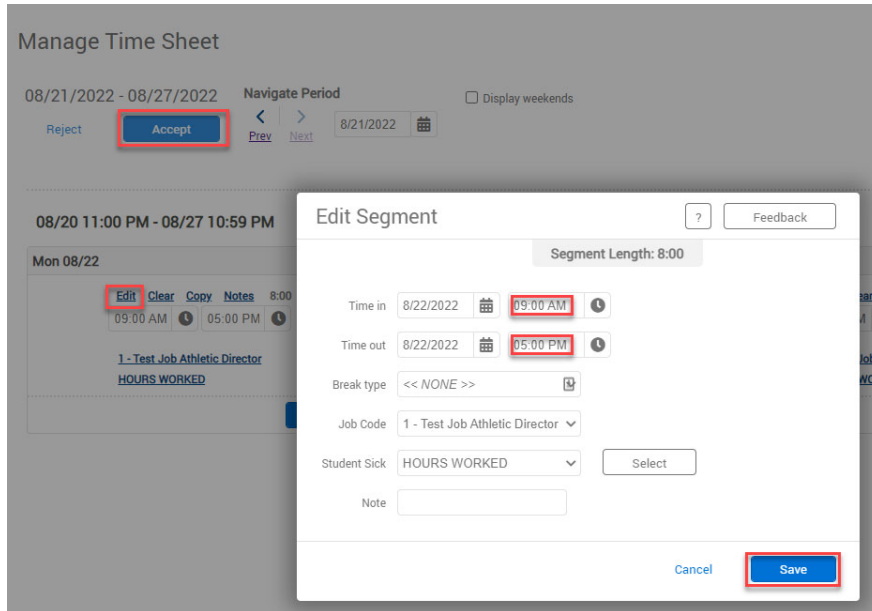 Manage Time Sheet
08/21/2022 - 08/27/2022
Navigate Period
Display weekends
Reject
Accept
Prev
Next
8/21/2022
08/20 11:00 PM - 08/27 10:59 PM
Mon 08/22
Edit Clear Copy Notes 8:00
09:00 AM 05:00 PM
1 - Test Job Athletic Director
HOURS WORKED
Edit Segment
?
Feedback
Segment Length: 8:00
Time in 8/22/2022 09:00 AM
Time out 8/22/2022 05:00 PM
Break type << NONE >>
Job Code 1 - Test Job Athletic Director
Student Sick HOURS WORKED Select
Note
Cancel Save